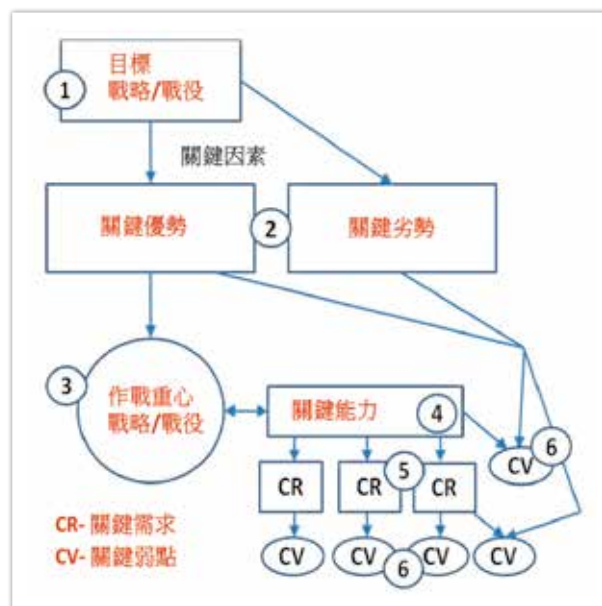 目標
戰略/戰役
1
關鍵因素
關鍵優勢
2
關鍵劣勢
3
作戰重心
戰略/戰役
關鍵能力
4
CV
6
CR
CR
5
CR
CR- 關鍵需求
CV- 關鍵弱點
CV
CV
6
CV
CV